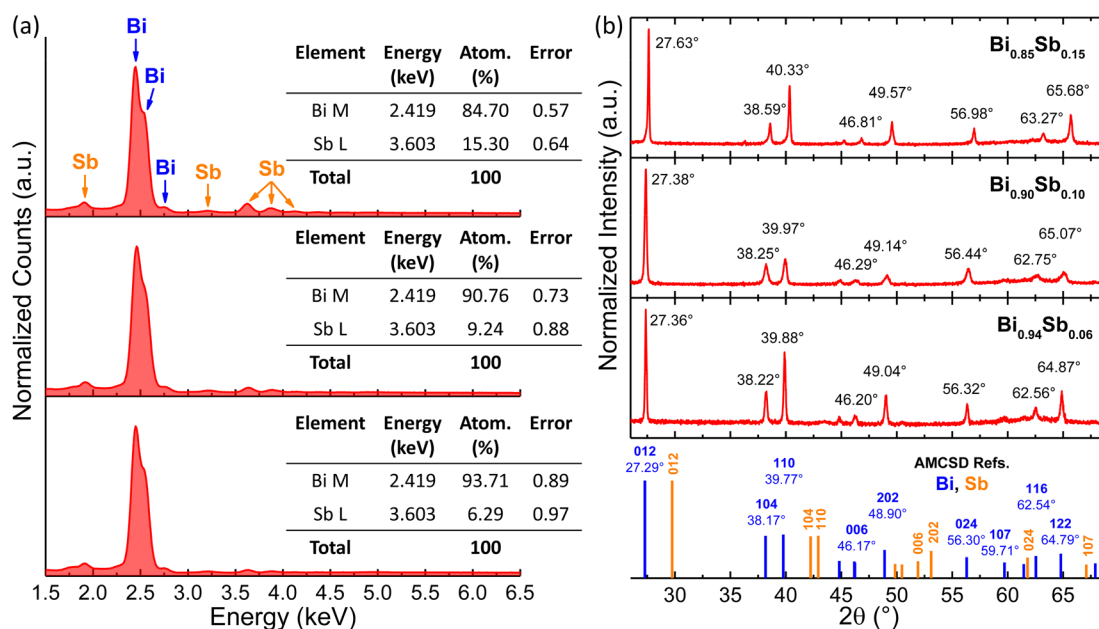 (a)
Normalized Counts (a.u.)
Bi
Bi
Sb
Bi
Sb
Sb
Element Energy (keV) Atom. (%) Error
Bi M 2.419 84.70 0.57
Sb L 3.603 15.30 0.64
Total 100
Element Energy (keV) Atom. (%) Error
Bi M 2.419 90.76 0.73
Sb L 3.603 9.24 0.88
Total 100
Element Energy (keV) Atom. (%) Error
Bi M 2.419 93.71 0.89
Sb L 3.603 6.29 0.97
Total 100
1.5 2.0 2.5 3.0 3.5 4.0 4.5 5.0 5.5 6.0 6.5
Energy (keV)
(b)
Normalized Intensity (a.u.)
Bi0.85Sb0.15
27.63°
38.59°
40.33°
46.81°
49.57°
56.98°
63.27°
65.68°
Bi0.90Sb0.10
27.38°
38.25°
39.97°
46.29°
49.14°
56.44°
62.75°
65.07°
Bi0.94Sb0.06
27.36°
38.22°
39.88°
46.20°
49.04°
56.32°
62.56°
64.87°
AMCSD Refs.
Bi, Sb
012
27.29°
012
104
38.17°
110
39.77°
104
110
006
46.17°
202
48.90°
006
202
024
56.30°
107
59.71°
024
116
62.54°
122
64.79°
107
30 35 40 45 50 55 60 65
2θ (°)